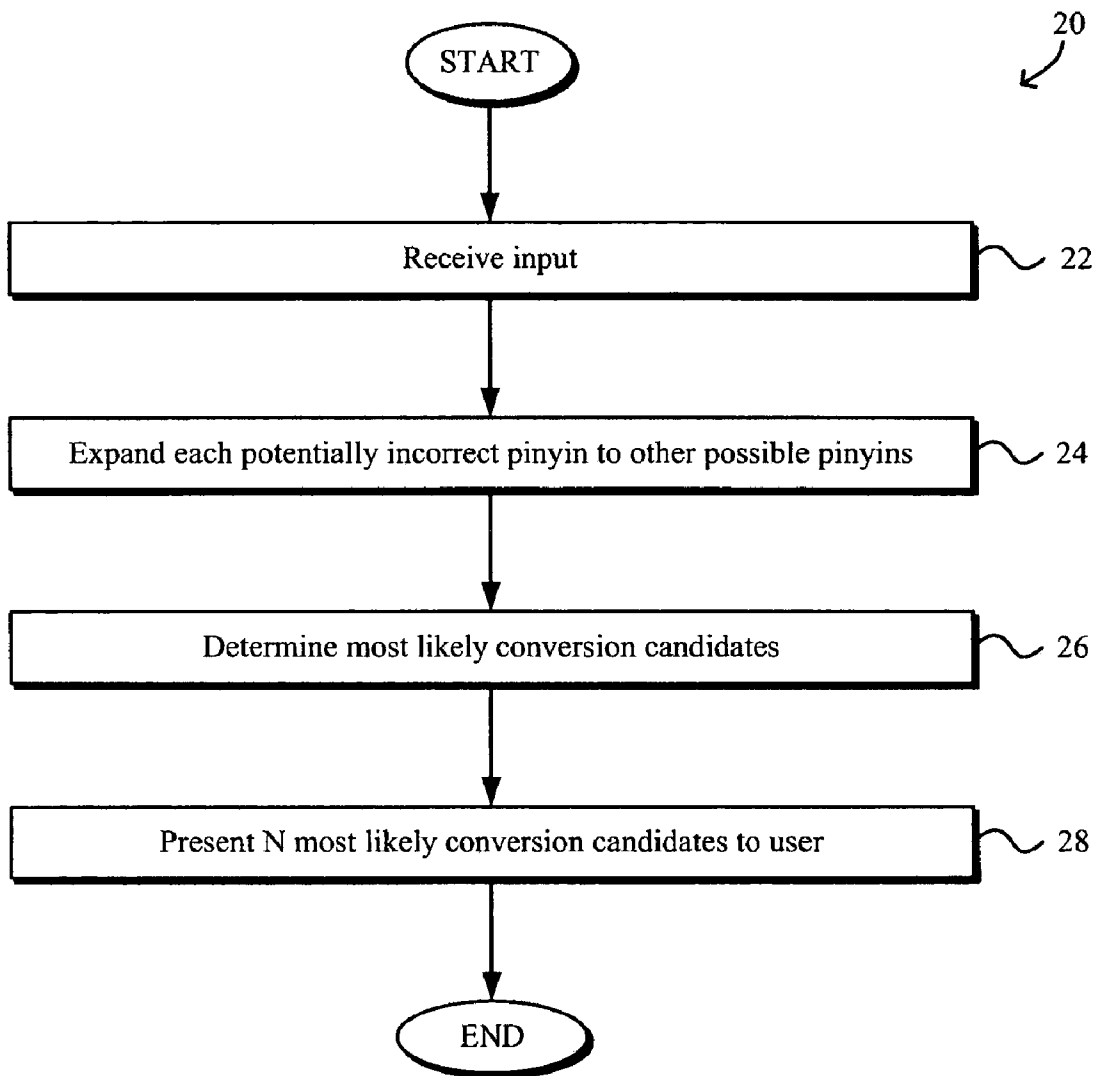 20
START
Receive input
22
Expand each potentially incorrect pinyin to other possible pinyins
24
Determine most likely conversion candidates
26
Present N most likely conversion candidates to user
28
END